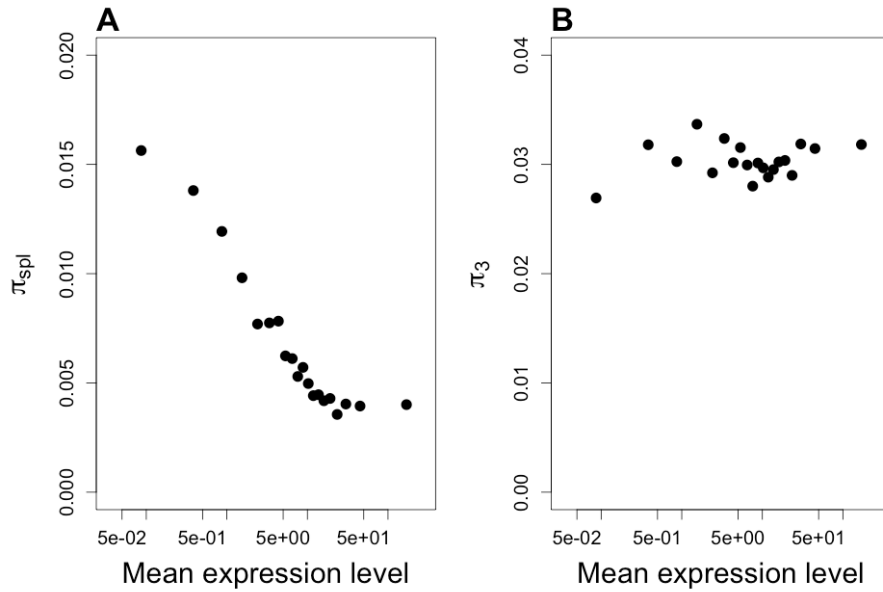 A
0.020
0.015
0.010
0.005
0.000
πspl
5e-02 5e-01 5e+00 5e+01
Mean expression level
B
0.04
0.03
0.02
0.01
0.00
π3
5e-02 5e-01 5e+00 5e+01
Mean expression level